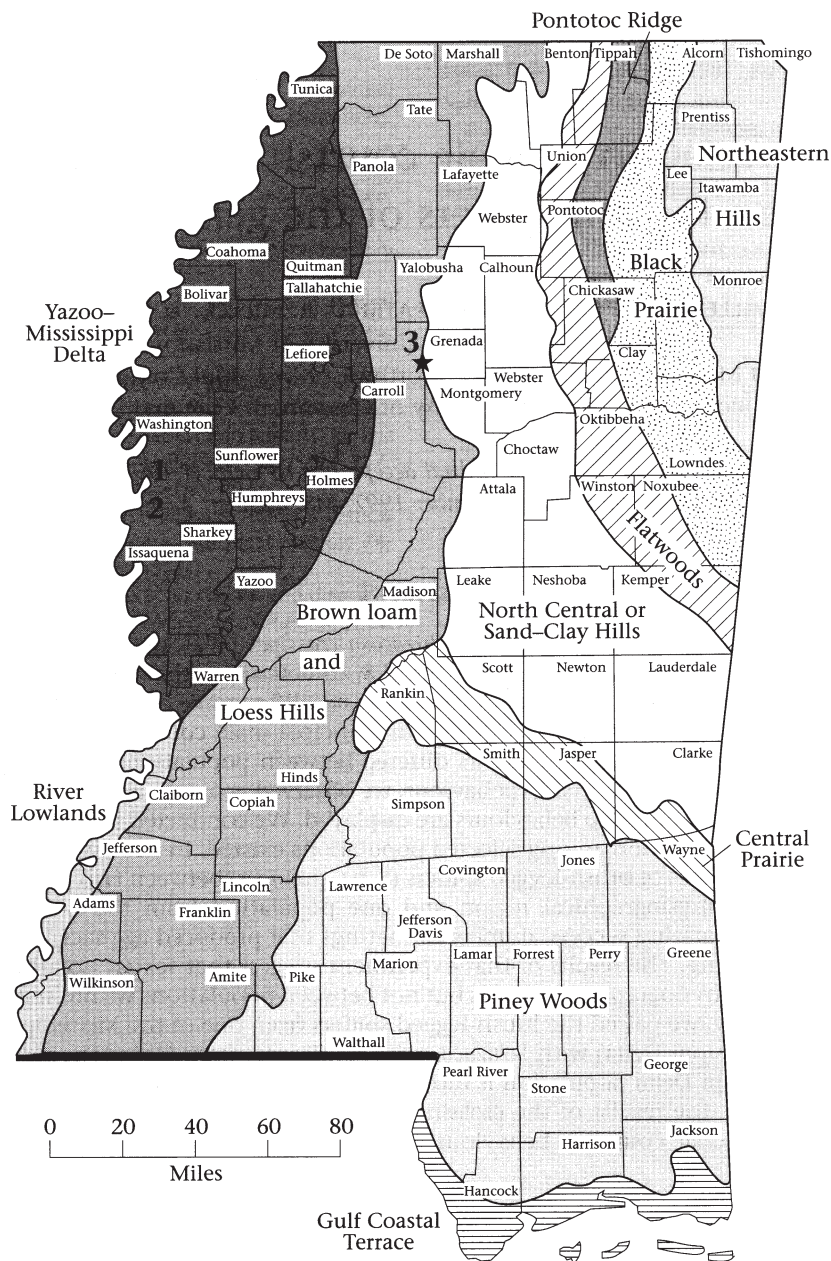 Pontotoc Ridge
De Soto
Marshall
Benton
Tippah
Alcorn
Tishomingo
Tunica
Tate
Prentiss
Panola
Lafayette
Union
Northeastern
Hills
Lee
Itawamba
Webster
Pontotoc
Coahoma
Quitman
Yalobusha
Calhoun
Black
Prairie
Bolivar
Tallahatchie
Chickasaw
Monroe
Yazoo–
Mississippi
Delta
3
Grenada
Lefiore
Clay
Carroll
Webster
Montgomery
Washington
Oktibbeha
Sunflower
Choctaw
Lowndes
1
Holmes
Humphreys
Attala
Winston
Noxubee
2
Sharkey
Issaquena
Flatwoods
Yazoo
Madison
Leake
Neshoba
Kemper
Brown loam
and
Loess Hills
North Central or
Sand–Clay Hills
Warren
Scott
Newton
Lauderdale
Rankin
Smith
Jasper
Clarke
Hinds
River
Lowlands
Claiborn
Copiah
Simpson
Central
Prairie
Jefferson
Wayne
Covington
Jones
Lincoln
Lawrence
Adams
Franklin
Jefferson
Davis
Wilkinson
Amite
Pike
Marion
Lamar
Forrest
Perry
Greene
Piney Woods
Walthall
Pearl River
George
Stone
0 20 40 60 80
Miles
Harrison
Jackson
Hancock
Gulf Coastal
Terrace